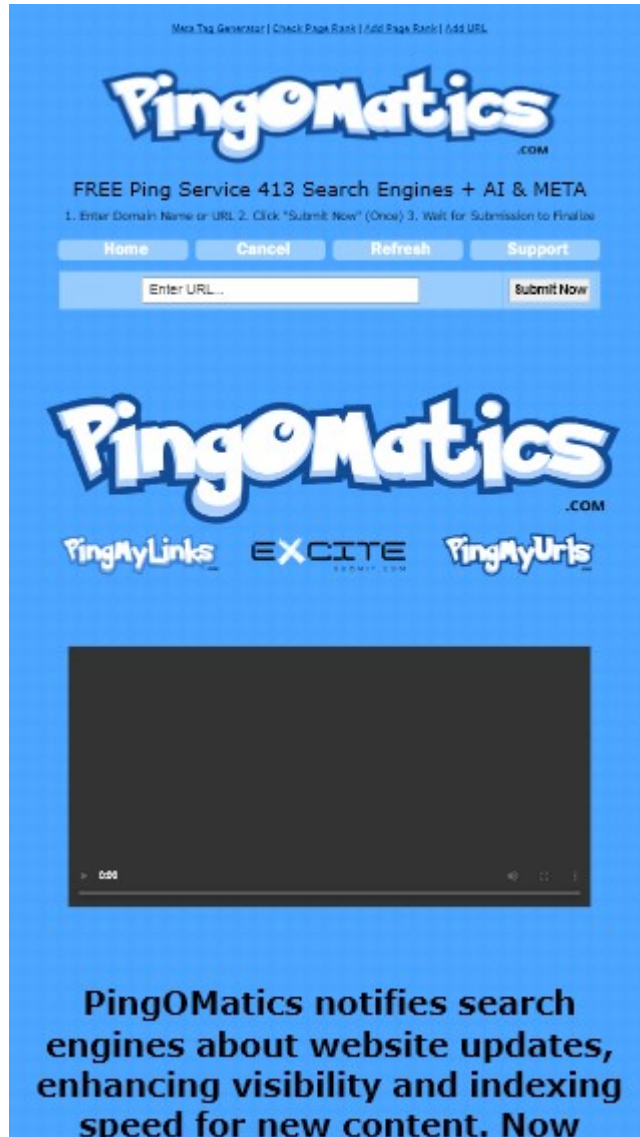 Meta Tag Generator | Check Page Rank | Add Page Rank | Add URL
PingOMatics
.COM
FREE Ping Service 413 Search Engines + AI & META
1. Enter Domain Name or URL 2. Click "Submit Now" (Once) 3. Wait for Submission to Finalize
Home Cancel Refresh Support
Enter URL... Submit Now
PingOMatics
.COM
PingMyLinks EXCITE PingMyUrls
SUBMIT.COM
0:00
PingOMatics notifies search
engines about website updates,
enhancing visibility and indexing
speed for new content. Now